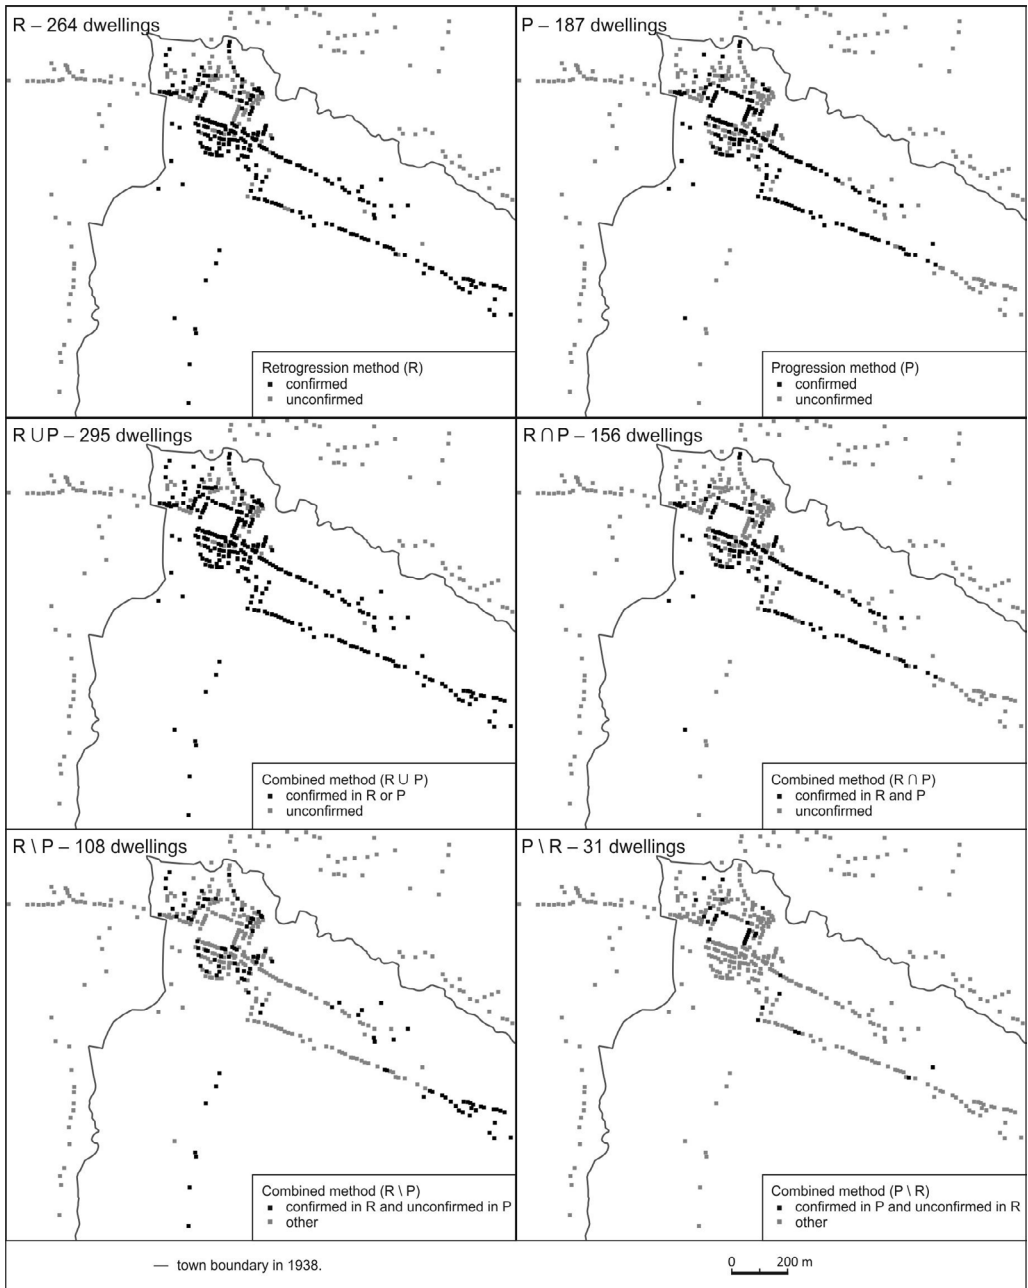 R – 264 dwellings
Retrogression method (R)
confirmed
unconfirmed
P – 187 dwellings
Progression method (P)
confirmed
unconfirmed
R ∪ P – 295 dwellings
Combined method (R ∪ P)
confirmed in R or P
unconfirmed
R ∩ P – 156 dwellings
Combined method (R ∩ P)
confirmed in R and P
unconfirmed
R \ P – 108 dwellings
Combined method (R \ P)
confirmed in R and unconfirmed in P
other
P \ R – 31 dwellings
Combined method (P \ R)
confirmed in P and unconfirmed in R
other
— town boundary in 1938.
0 200 m